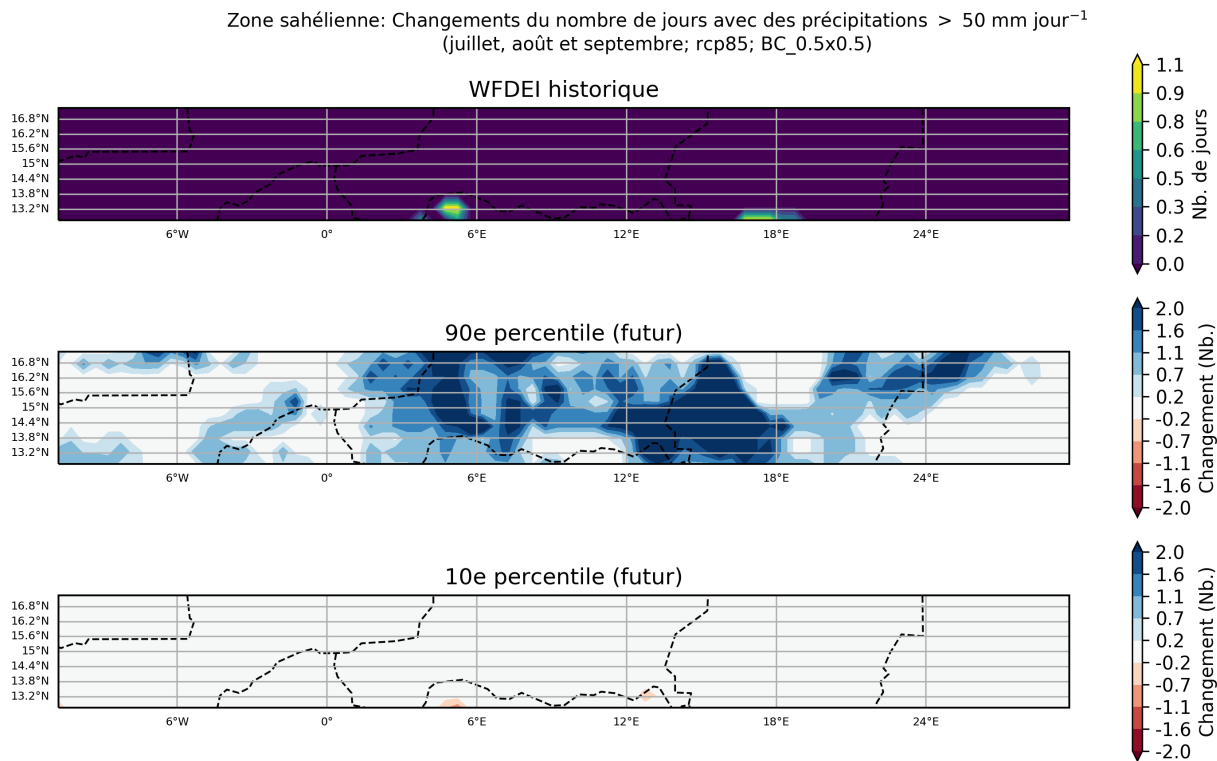 Zone sahélienne: Changements du nombre de jours avec des précipitations > 50 mm jour⁻¹
(juillet, août et septembre; rcp85; BC_0.5x0.5)
WFDEI historique
16.8°N
16.2°N
15.6°N
15°N
14.4°N
13.8°N
13.2°N
6°W 0° 6°E 12°E 18°E 24°E
1.1
0.9
0.8
0.6
0.5
0.3
0.2
0.0
Nb. de jours
90e percentile (futur)
16.8°N
16.2°N
15.6°N
15°N
14.4°N
13.8°N
13.2°N
6°W 0° 6°E 12°E 18°E 24°E
2.0
1.6
1.1
0.7
0.2
-0.2
-0.7
-1.1
-1.6
-2.0
Changement (Nb.)
10e percentile (futur)
16.8°N
16.2°N
15.6°N
15°N
14.4°N
13.8°N
13.2°N
6°W 0° 6°E 12°E 18°E 24°E
2.0
1.6
1.1
0.7
0.2
-0.2
-0.7
-1.1
-1.6
-2.0
Changement (Nb.)